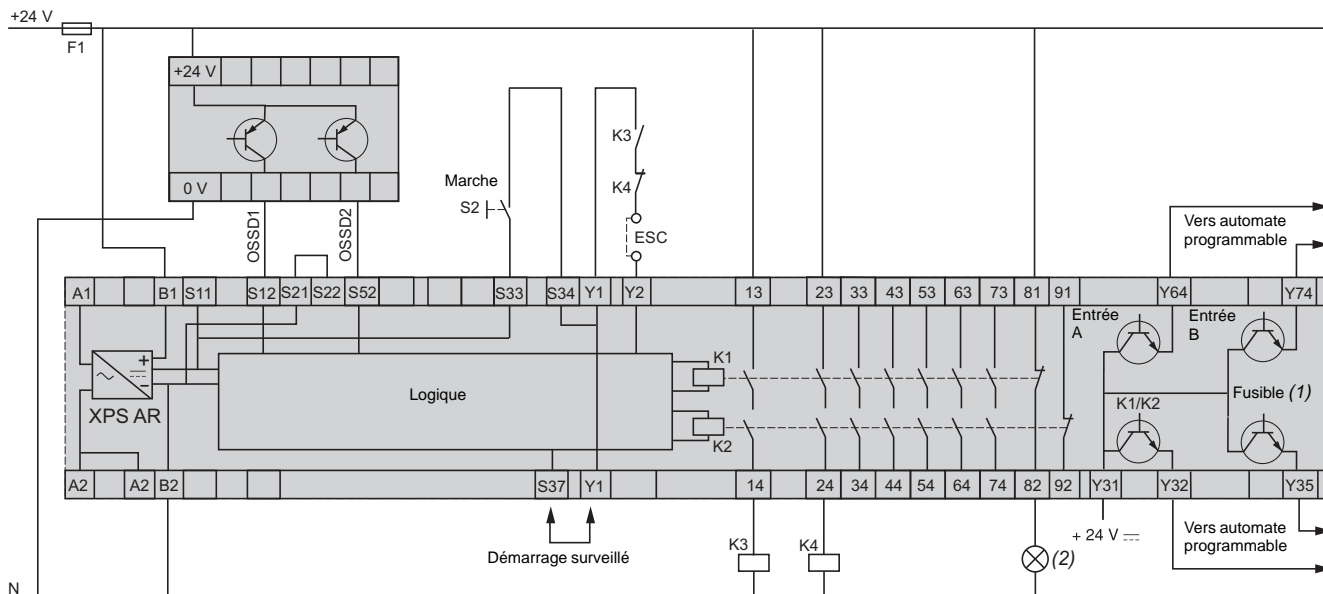 +24 V
F1
+24 V
0 V
OSSD1
OSSD2
Marche
S2
K3
K4
ESC
Vers automate
programmable
A1 B1 S11 S12 S21 S22 S52 S33 S34 Y1 Y2 13 23 33 43 53 63 73 81 91 Y64 Y74
Entrée
A
Entrée
B
XPS AR
Logique
K1
K2
K1/K2
Fusible (1)
A2 A2 B2 S37 Y1 14 24 34 44 54 64 74 82 92 Y31 Y32 Y35
Démarrage surveillé
K3
K4
(2)
+ 24 V
Vers automate
programmable
N